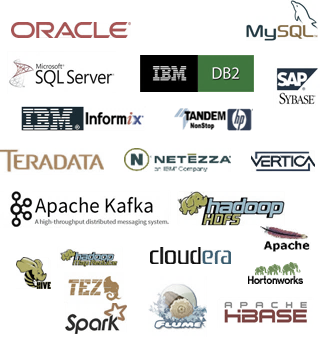 ORACLE®
MySQL
Microsoft®
SQL Server®
IBM DB2
SAP
SYBASE®
IBM Informix
TANDEM
NonStop
hp
TERADATA
N NETEZZA
an IBM® Company
VERTICA
Apache Kafka
A high-throughput distributed messaging system.
hadoop
HDFS
Apache
hadoop
cloudera
HIVE
TEZ
Hortonworks
Spark
FLUME
APACHE
HBASE